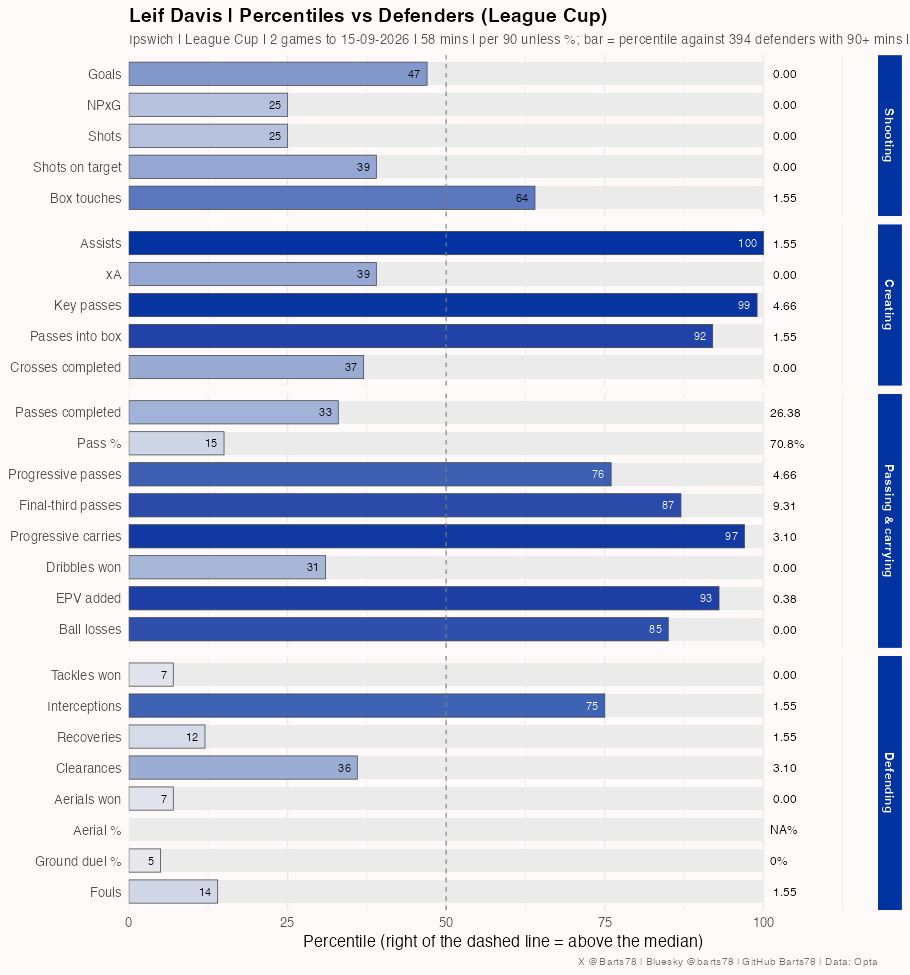 Leif Davis | Percentiles vs Defenders (League Cup)
Ipswich | League Cup | 2 games to 15-09-2026 | 58 mins | per 90 unless %; bar = percentile against 394 defenders with 90+ mins
Goals 47 0.00
NPxG 25 0.00
Shots 25 0.00
Shots on target 39 0.00
Box touches 64 1.55
Shooting
Assists 100 1.55
xA 39 0.00
Key passes 99 4.66
Passes into box 92 1.55
Crosses completed 37 0.00
Creating
Passes completed 33 26.38
Pass % 15 70.8%
Progressive passes 76 4.66
Final-third passes 87 9.31
Progressive carries 97 3.10
Dribbles won 31 0.00
EPV added 93 0.38
Ball losses 85 0.00
Passing & carrying
Tackles won 7 0.00
Interceptions 75 1.55
Recoveries 12 1.55
Clearances 36 3.10
Aerials won 7 0.00
Aerial % NA%
Ground duel % 5 0%
Fouls 14 1.55
Defending
0 25 50 75 100
Percentile (right of the dashed line = above the median)
X @Barts78 | Bluesky @barts78 | GitHub Barts78 | Data: Opta